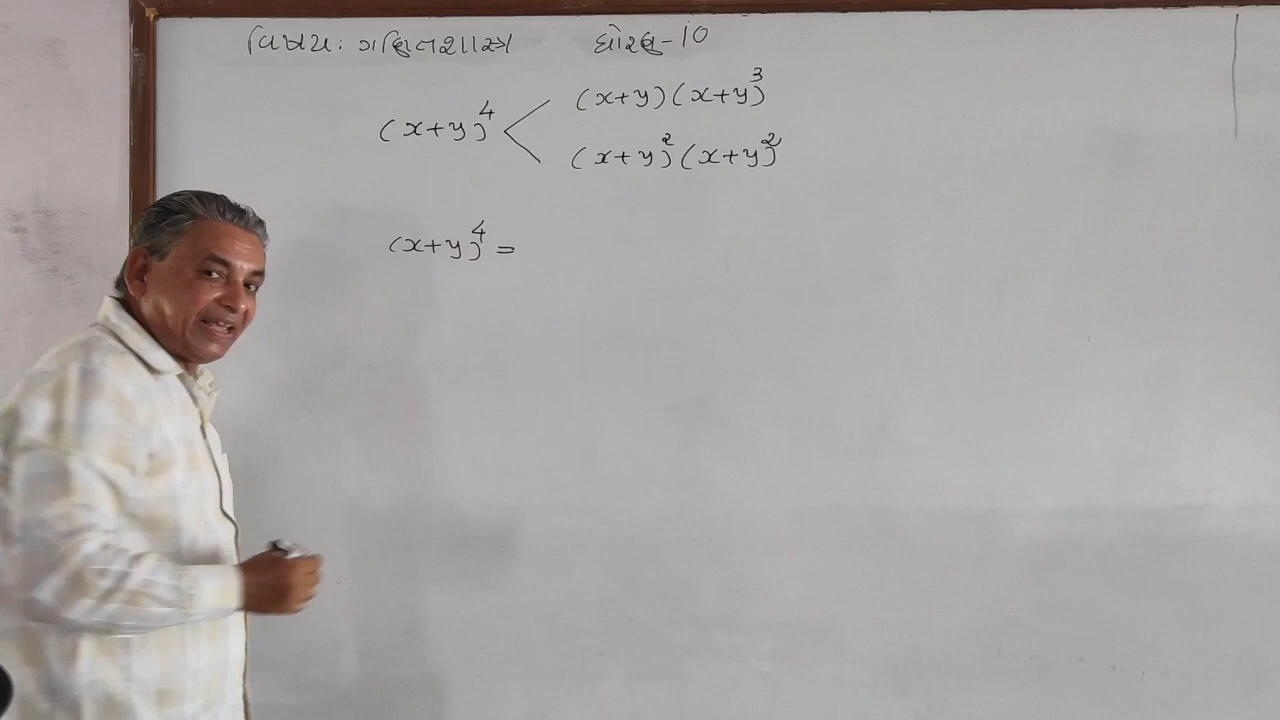 વિષય: ગણિતશાસ્ત્ર ધોરણ-10
(x+y)⁴ < (x+y)(x+y)³
(x+y)²(x+y)²
(x+y)⁴ =